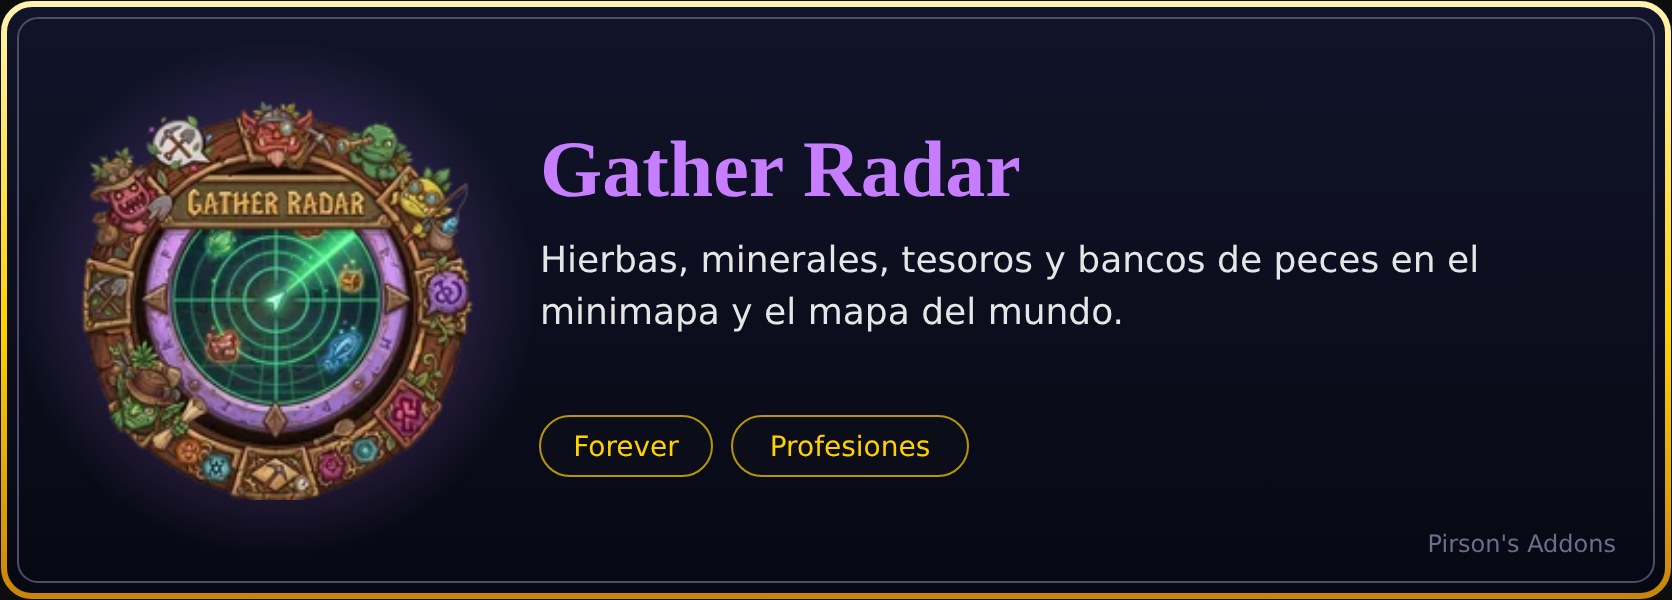 GATHER RADAR
Gather Radar
Hierbas, minerales, tesoros y bancos de peces en el
minimapa y el mapa del mundo.
Forever
Profesiones
Pirson's Addons